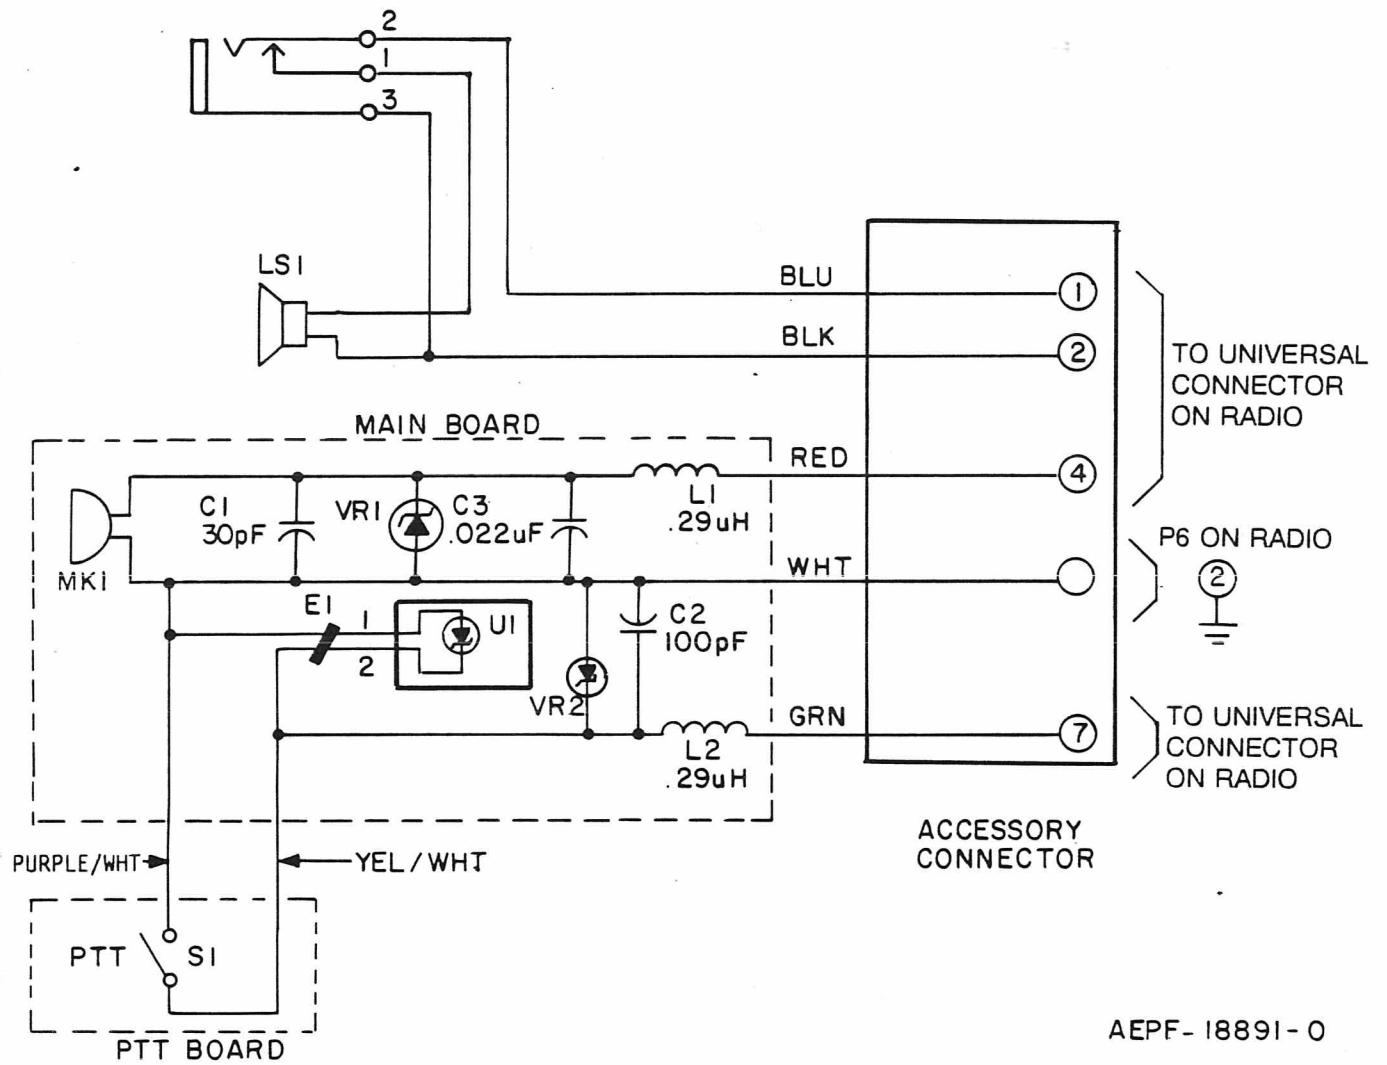 2
1
3
LS1
BLU
1
BLK
2
TO UNIVERSAL
CONNECTOR
ON RADIO
MAIN BOARD
RED
4
C1
30pF
VR1
C3
.022uF
L1
.29uH
MK1
P6 ON RADIO
2
WHT
E1
1
2
U1
C2
100pF
VR2
GRN
7
L2
.29uH
TO UNIVERSAL
CONNECTOR
ON RADIO
ACCESSORY
CONNECTOR
PURPLE/WHT
YEL/WHT
PTT
S1
PTT BOARD
AEPF-18891-O